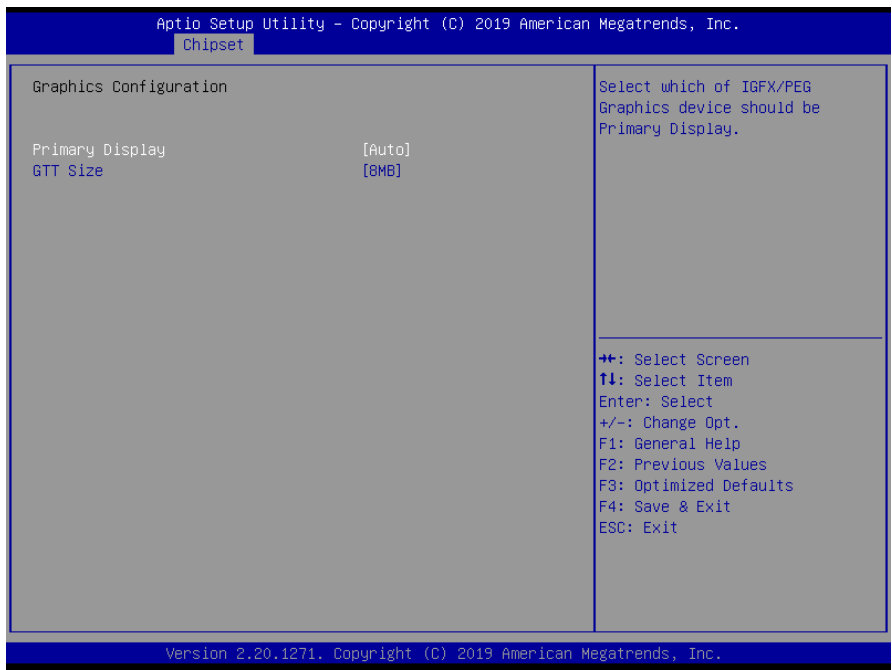 Aptio Setup Utility – Copyright (C) 2019 American Megatrends, Inc.
Chipset
Graphics Configuration
Primary Display [Auto]
GTT Size [8MB]
Select which of IGFX/PEG
Graphics device should be
Primary Display.
→←: Select Screen
↑↓: Select Item
Enter: Select
+/-: Change Opt.
F1: General Help
F2: Previous Values
F3: Optimized Defaults
F4: Save & Exit
ESC: Exit
Version 2.20.1271. Copyright (C) 2019 American Megatrends, Inc.